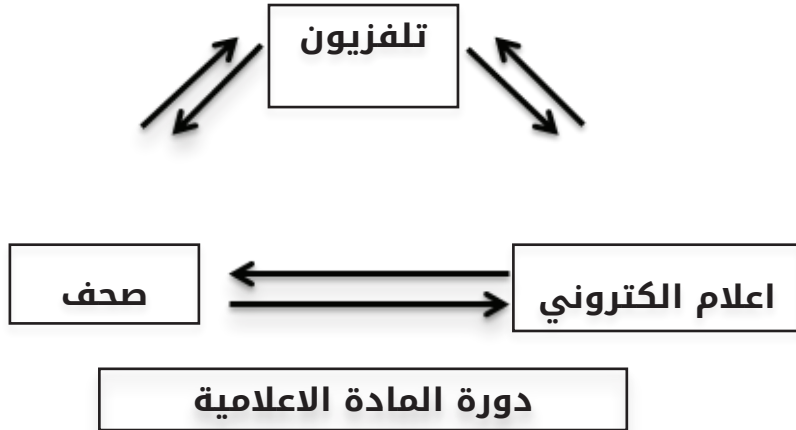 تلفزيون
اعلام الكتروني
صحف
دورة المادة الاعلامية